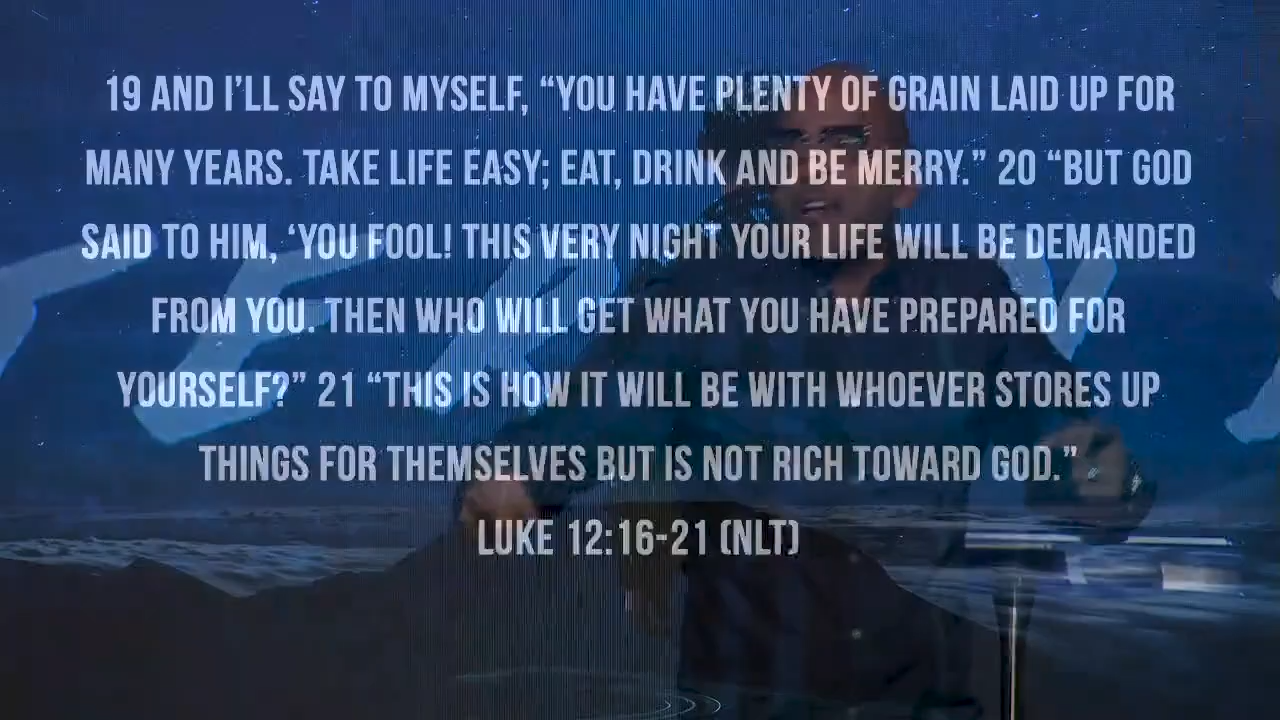 19 AND I’LL SAY TO MYSELF, “YOU HAVE PLENTY OF GRAIN LAID UP FOR
MANY YEARS. TAKE LIFE EASY; EAT, DRINK AND BE MERRY.” 20 “BUT GOD
SAID TO HIM, ‘YOU FOOL! THIS VERY NIGHT YOUR LIFE WILL BE DEMANDED
FROM YOU. THEN WHO WILL GET WHAT YOU HAVE PREPARED FOR
YOURSELF?” 21 “THIS IS HOW IT WILL BE WITH WHOEVER STORES UP
THINGS FOR THEMSELVES BUT IS NOT RICH TOWARD GOD.”
LUKE 12:16-21 (NLT)